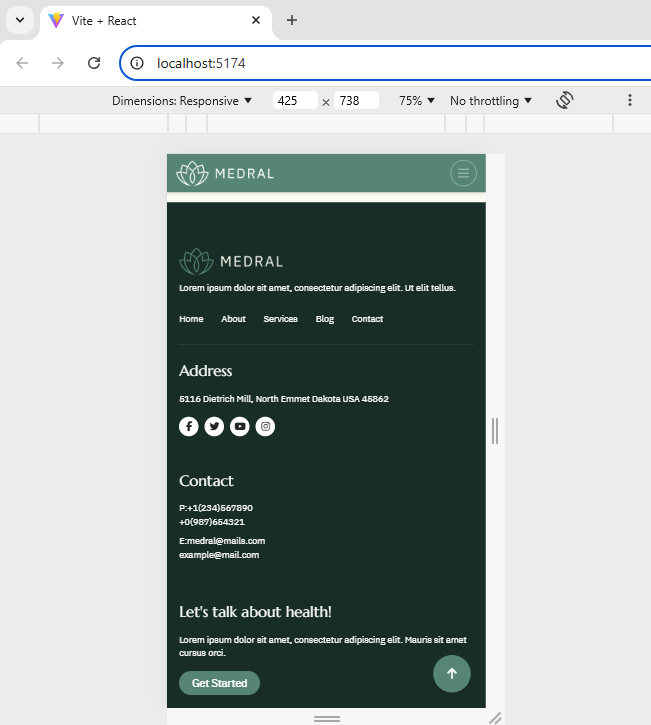 Vite + React
localhost:5174
Dimensions: Responsive 425 × 738 75% No throttling
MEDRAL
MEDRAL
Lorem ipsum dolor sit amet, consectetur adipiscing elit. Ut elit tellus.
Home About Services Blog Contact
Address
5116 Dietrich Mill, North Emmet Dakota USA 45862
Contact
P:+1(234)567890
+0(987)654321
E:medral@mails.com
example@mail.com
Let's talk about health!
Lorem ipsum dolor sit amet, consectetur adipiscing elit. Mauris sit amet
cursus orci.
Get Started